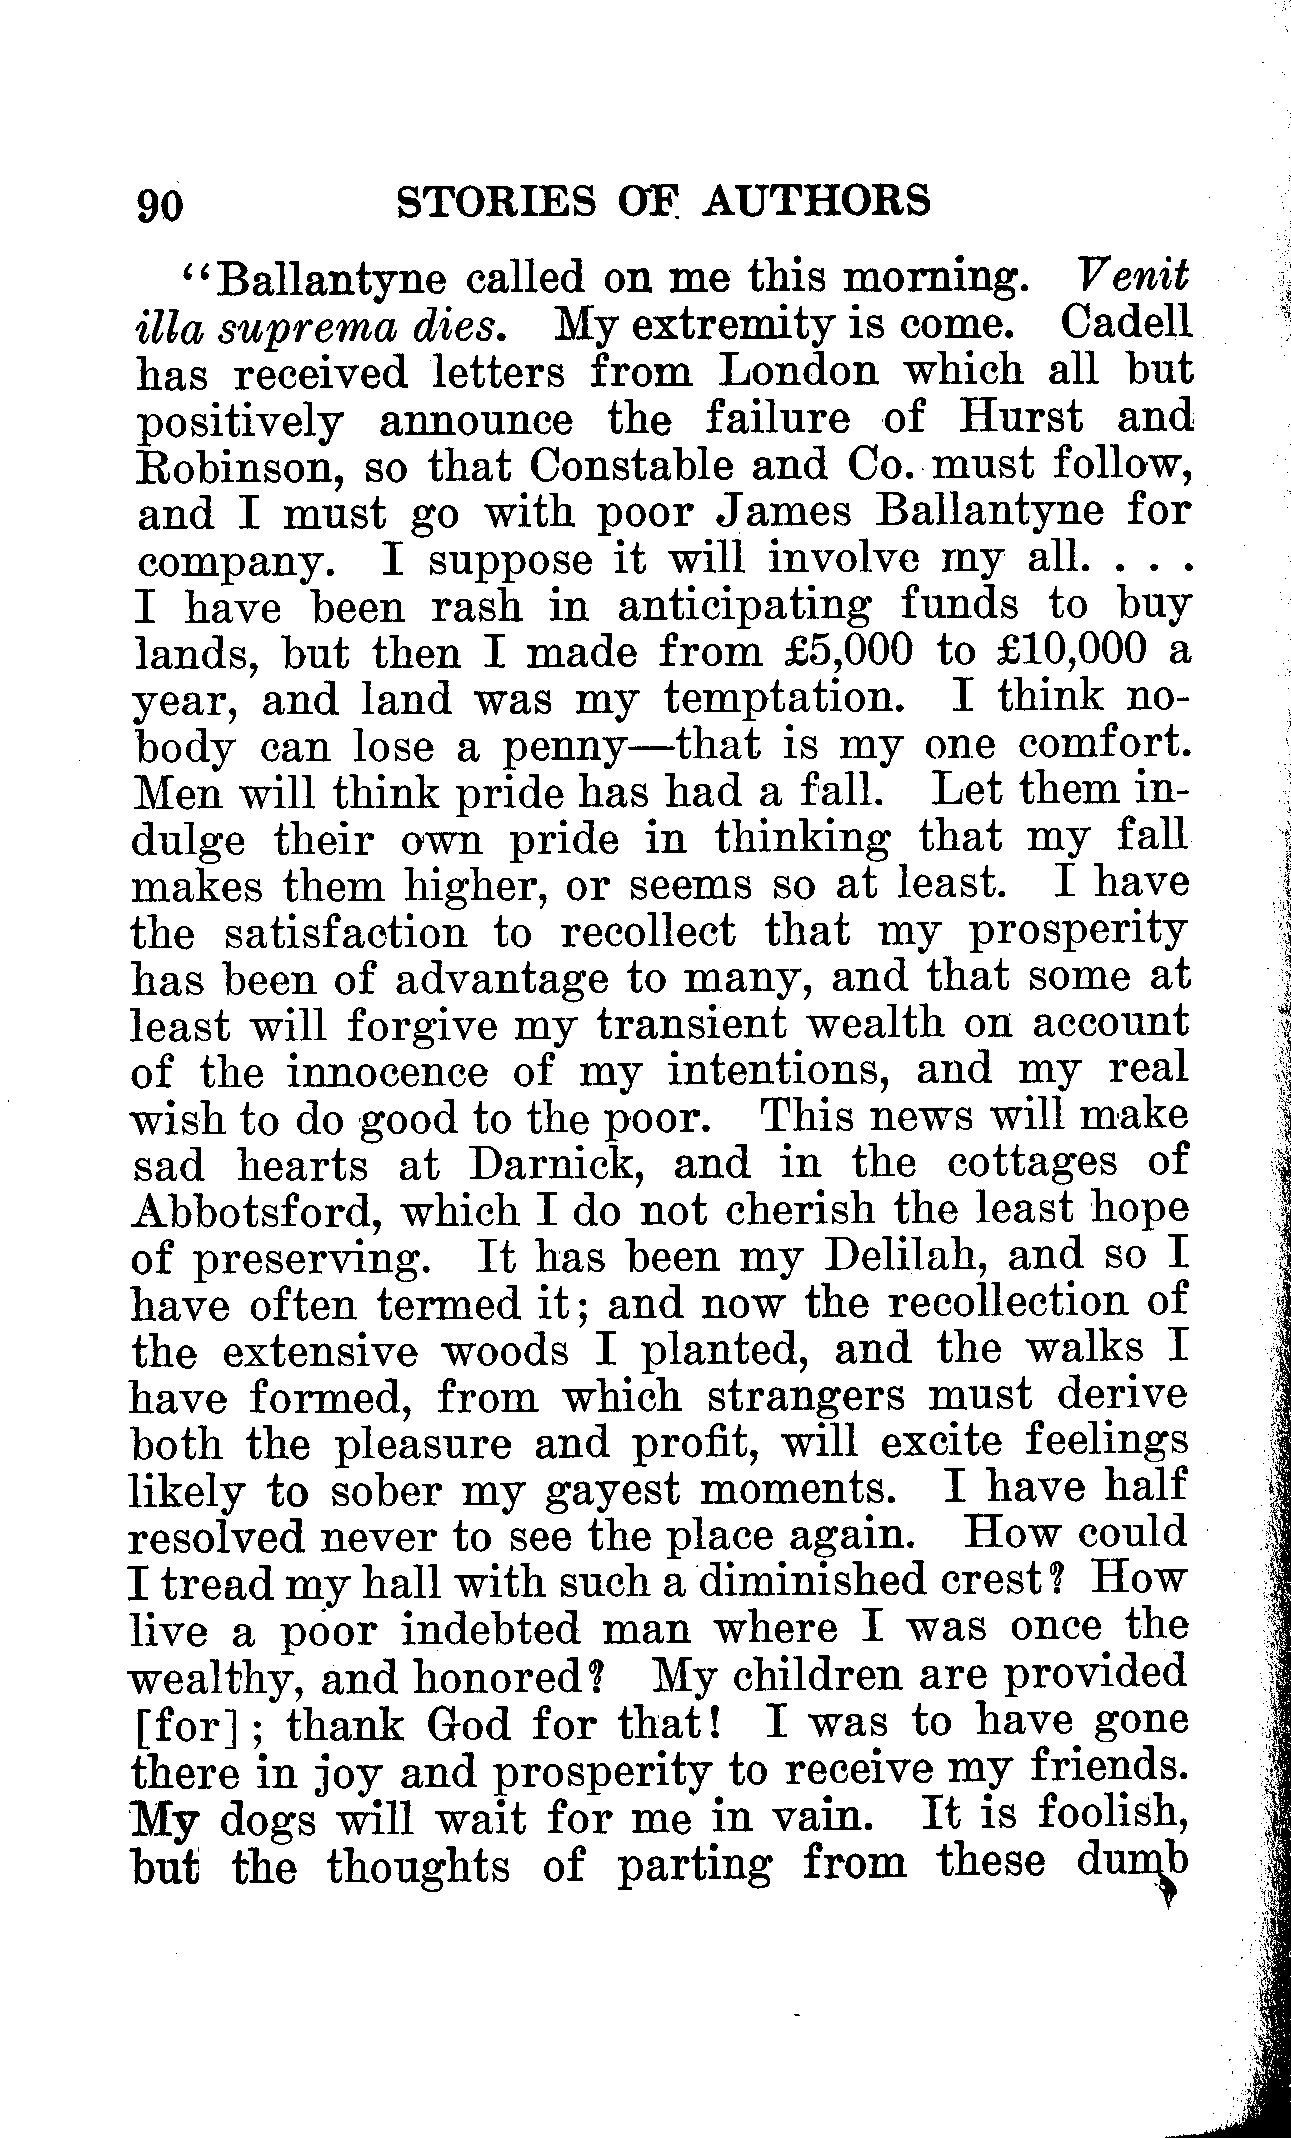 90 STORIES OF AUTHORS
"Ballantyne called on me this morning. Venit
illa suprema dies. My extremity is come. Cadell
has received letters from London which all but
positively announce the failure of Hurst and
Robinson, so that Constable and Co. must follow,
and I must go with poor James Ballantyne for
company. I suppose it will involve my all. . . .
I have been rash in anticipating funds to buy
lands, but then I made from £5,000 to £10,000 a
year, and land was my temptation. I think no-
body can lose a penny—that is my one comfort.
Men will think pride has had a fall. Let them in-
dulge their own pride in thinking that my fall
makes them higher, or seems so at least. I have
the satisfaction to recollect that my prosperity
has been of advantage to many, and that some at
least will forgive my transient wealth on account
of the innocence of my intentions, and my real
wish to do good to the poor. This news will make
sad hearts at Darnick, and in the cottages of
Abbotsford, which I do not cherish the least hope
of preserving. It has been my Delilah, and so I
have often termed it; and now the recollection of
the extensive woods I planted, and the walks I
have formed, from which strangers must derive
both the pleasure and profit, will excite feelings
likely to sober my gayest moments. I have half
resolved never to see the place again. How could
I tread my hall with such a diminished crest? How
live a poor indebted man where I was once the
wealthy, and honored? My children are provided
[for]; thank God for that! I was to have gone
there in joy and prosperity to receive my friends.
My dogs will wait for me in vain. It is foolish,
but the thoughts of parting from these dumb